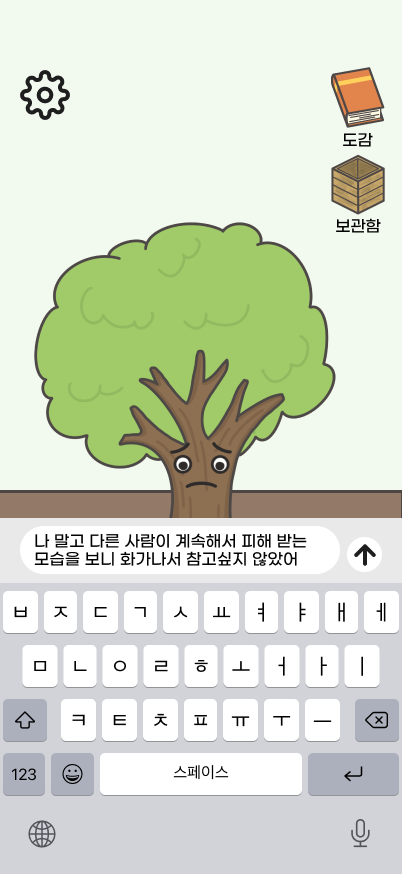 도감
보관함
나 말고 다른 사람이 계속해서 피해 받는
모습을 보니 화가나서 참고싶지 않았어
ㅂ ㅈ ㄷ ㄱ ㅅ ㅛ ㅕ ㅑ ㅐ ㅔ
ㅁ ㄴ ㅇ ㄹ ㅎ ㅗ ㅓ ㅏ ㅣ
ㅋ ㅌ ㅊ ㅍ ㅠ ㅜ ㅡ
123 스페이스